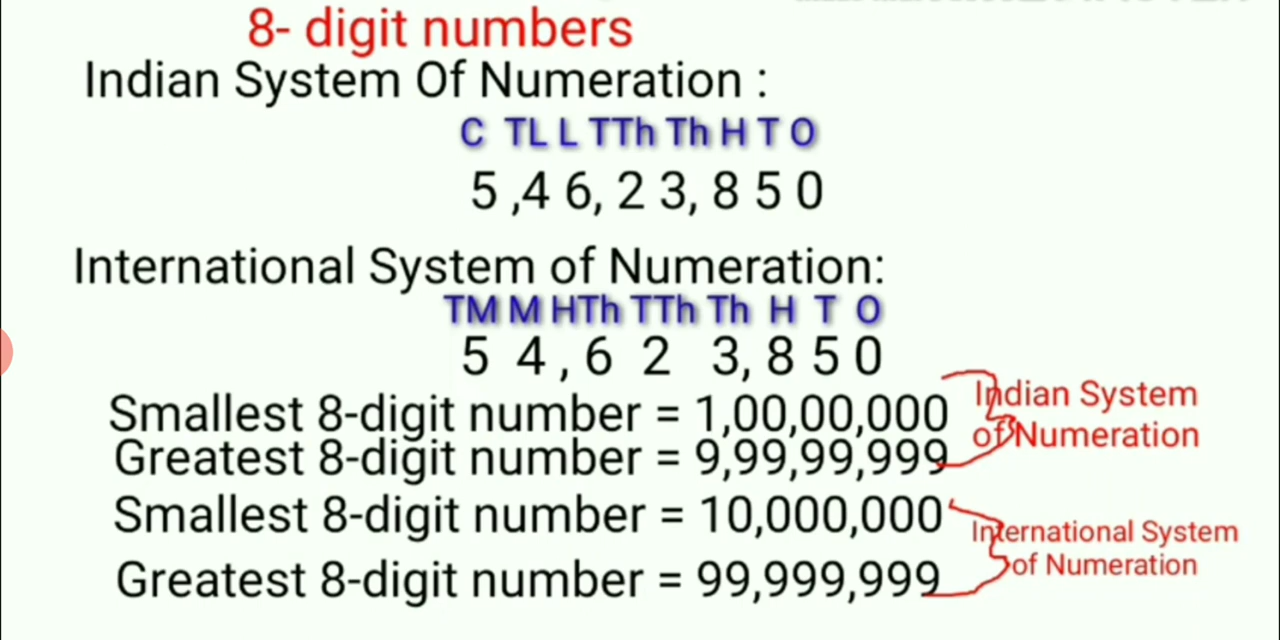 8- digit numbers
Indian System Of Numeration :
C TL L TTh Th H T O
5 ,4 6, 2 3, 8 5 0
International System of Numeration:
TM M HTh TTh Th H T O
5 4 , 6 2 3, 8 5 0
Smallest 8-digit number = 1,00,00,000
Greatest 8-digit number = 9,99,99,999
Indian System
of Numeration
Smallest 8-digit number = 10,000,000
Greatest 8-digit number = 99,999,999
International System
of Numeration